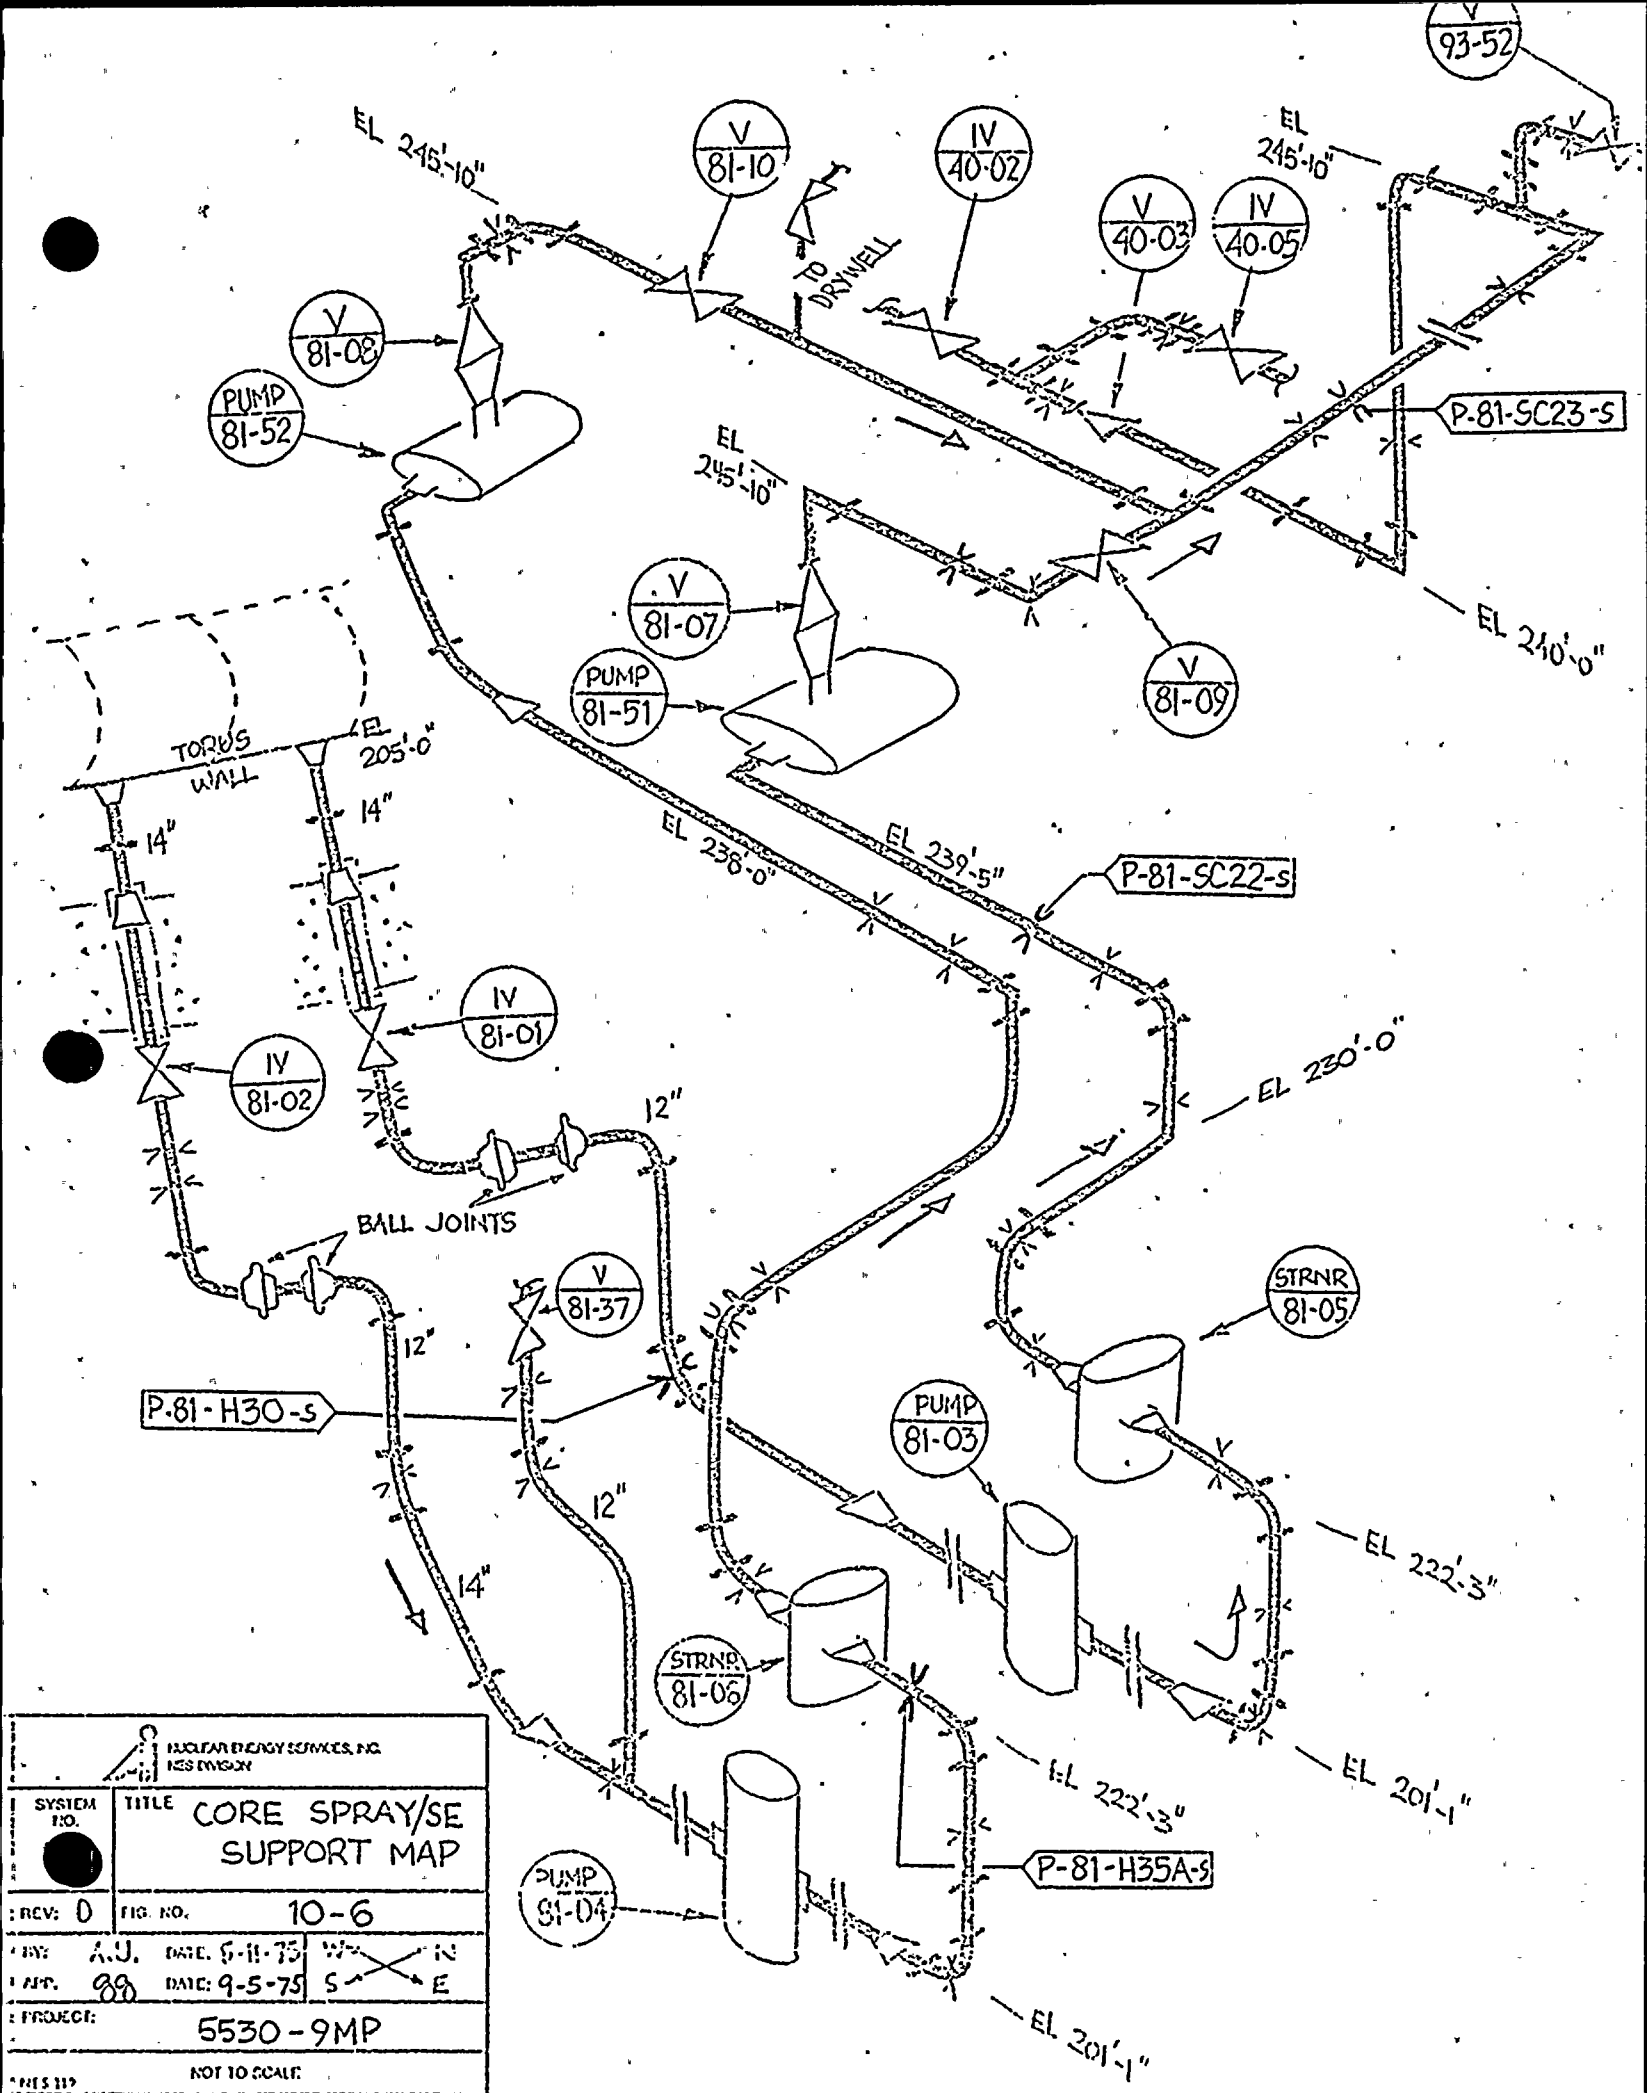 V
93-52
EL
245'-10"
V
81-10
IV
40-02
V
40-03
IV
40-05
EL
245'-10"
TO
DRYWELL
V
81-08
PUMP
81-52
P-81-SC23-S
EL
245'-10"
V
81-07
EL 240'-0"
PUMP
81-51
V
81-09
TORUS
WALL
EL
205'-0"
14"
14"
EL 238'-0"
EL 239'-5"
P-81-SC22-S
IV
81-01
IV
81-02
EL 230'-0"
12"
BALL JOINTS
V
81-37
STRNR
81-05
12"
P-81-H30-S
PUMP
81-03
12"
14"
EL 222'-3"
STRNR
81-06
EL 201'-1"
EL 222'-3"
P-81-H35A-S
PUMP
81-04
EL 201'-1"
NUCLEAR ENERGY SERVICES, INC.
NES DIVISION
SYSTEM
NO.
TITLE
CORE SPRAY/SE
SUPPORT MAP
REV: 0
FIG. NO. 10-6
BY: A.J. DATE: 5-11-75
W N
APP. DATE: 9-5-75
S E
PROJECT:
5530-9MP
NOT TO SCALE